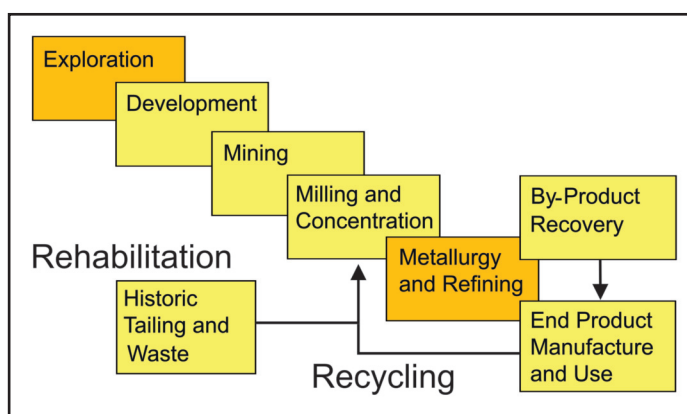 Exploration
Development
Mining
Milling and
Concentration
By-Product
Recovery
Rehabilitation
Metallurgy
and Refining
Historic
Tailing and
Waste
End Product
Manufacture
and Use
Recycling